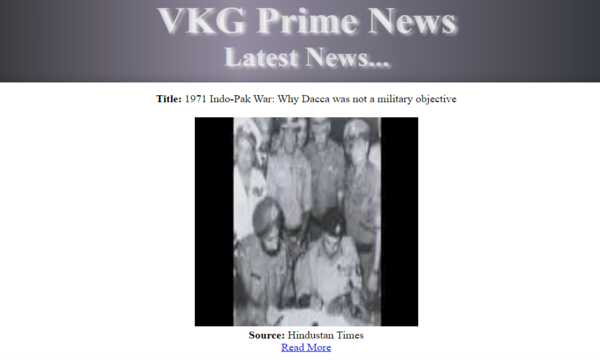 VKG Prime News
Latest News...
Title: 1971 Indo-Pak War: Why Dacca was not a military objective
Source: Hindustan Times
Read More